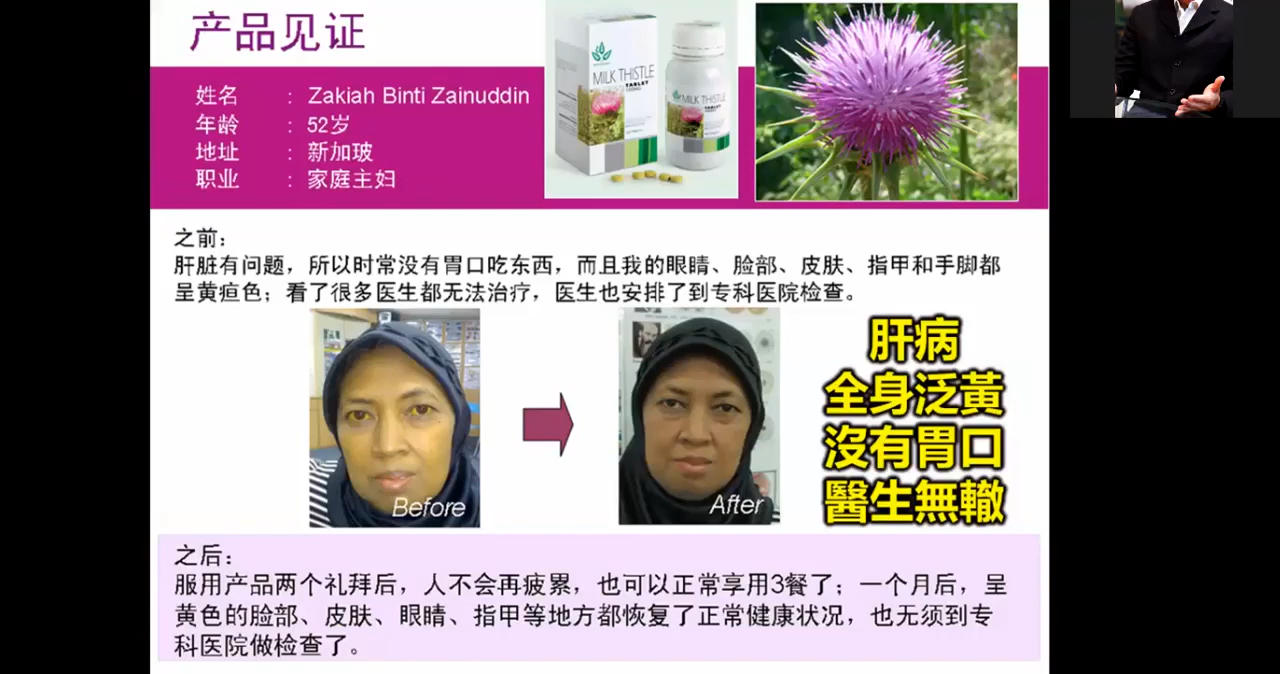 产品见证
姓名 : Zakiah Binti Zainuddin
年龄 : 52岁
地址 : 新加玻
职业 : 家庭主妇
MILK THISTLE
TABLET
MILK THISTLE
TABLET
之前：
肝脏有问题，所以时常没有胃口吃东西，而且我的眼睛、脸部、皮肤、指甲和手脚都
呈黄疸色；看了很多医生都无法治疗，医生也安排了到专科医院检查。
Before
After
肝病
全身泛黃
沒有胃口
醫生無轍
之后：
服用产品两个礼拜后，人不会再疲累，也可以正常享用3餐了；一个月后，呈
黄色的脸部、皮肤、眼睛、指甲等地方都恢复了正常健康状况，也无须到专
科医院做检查了。